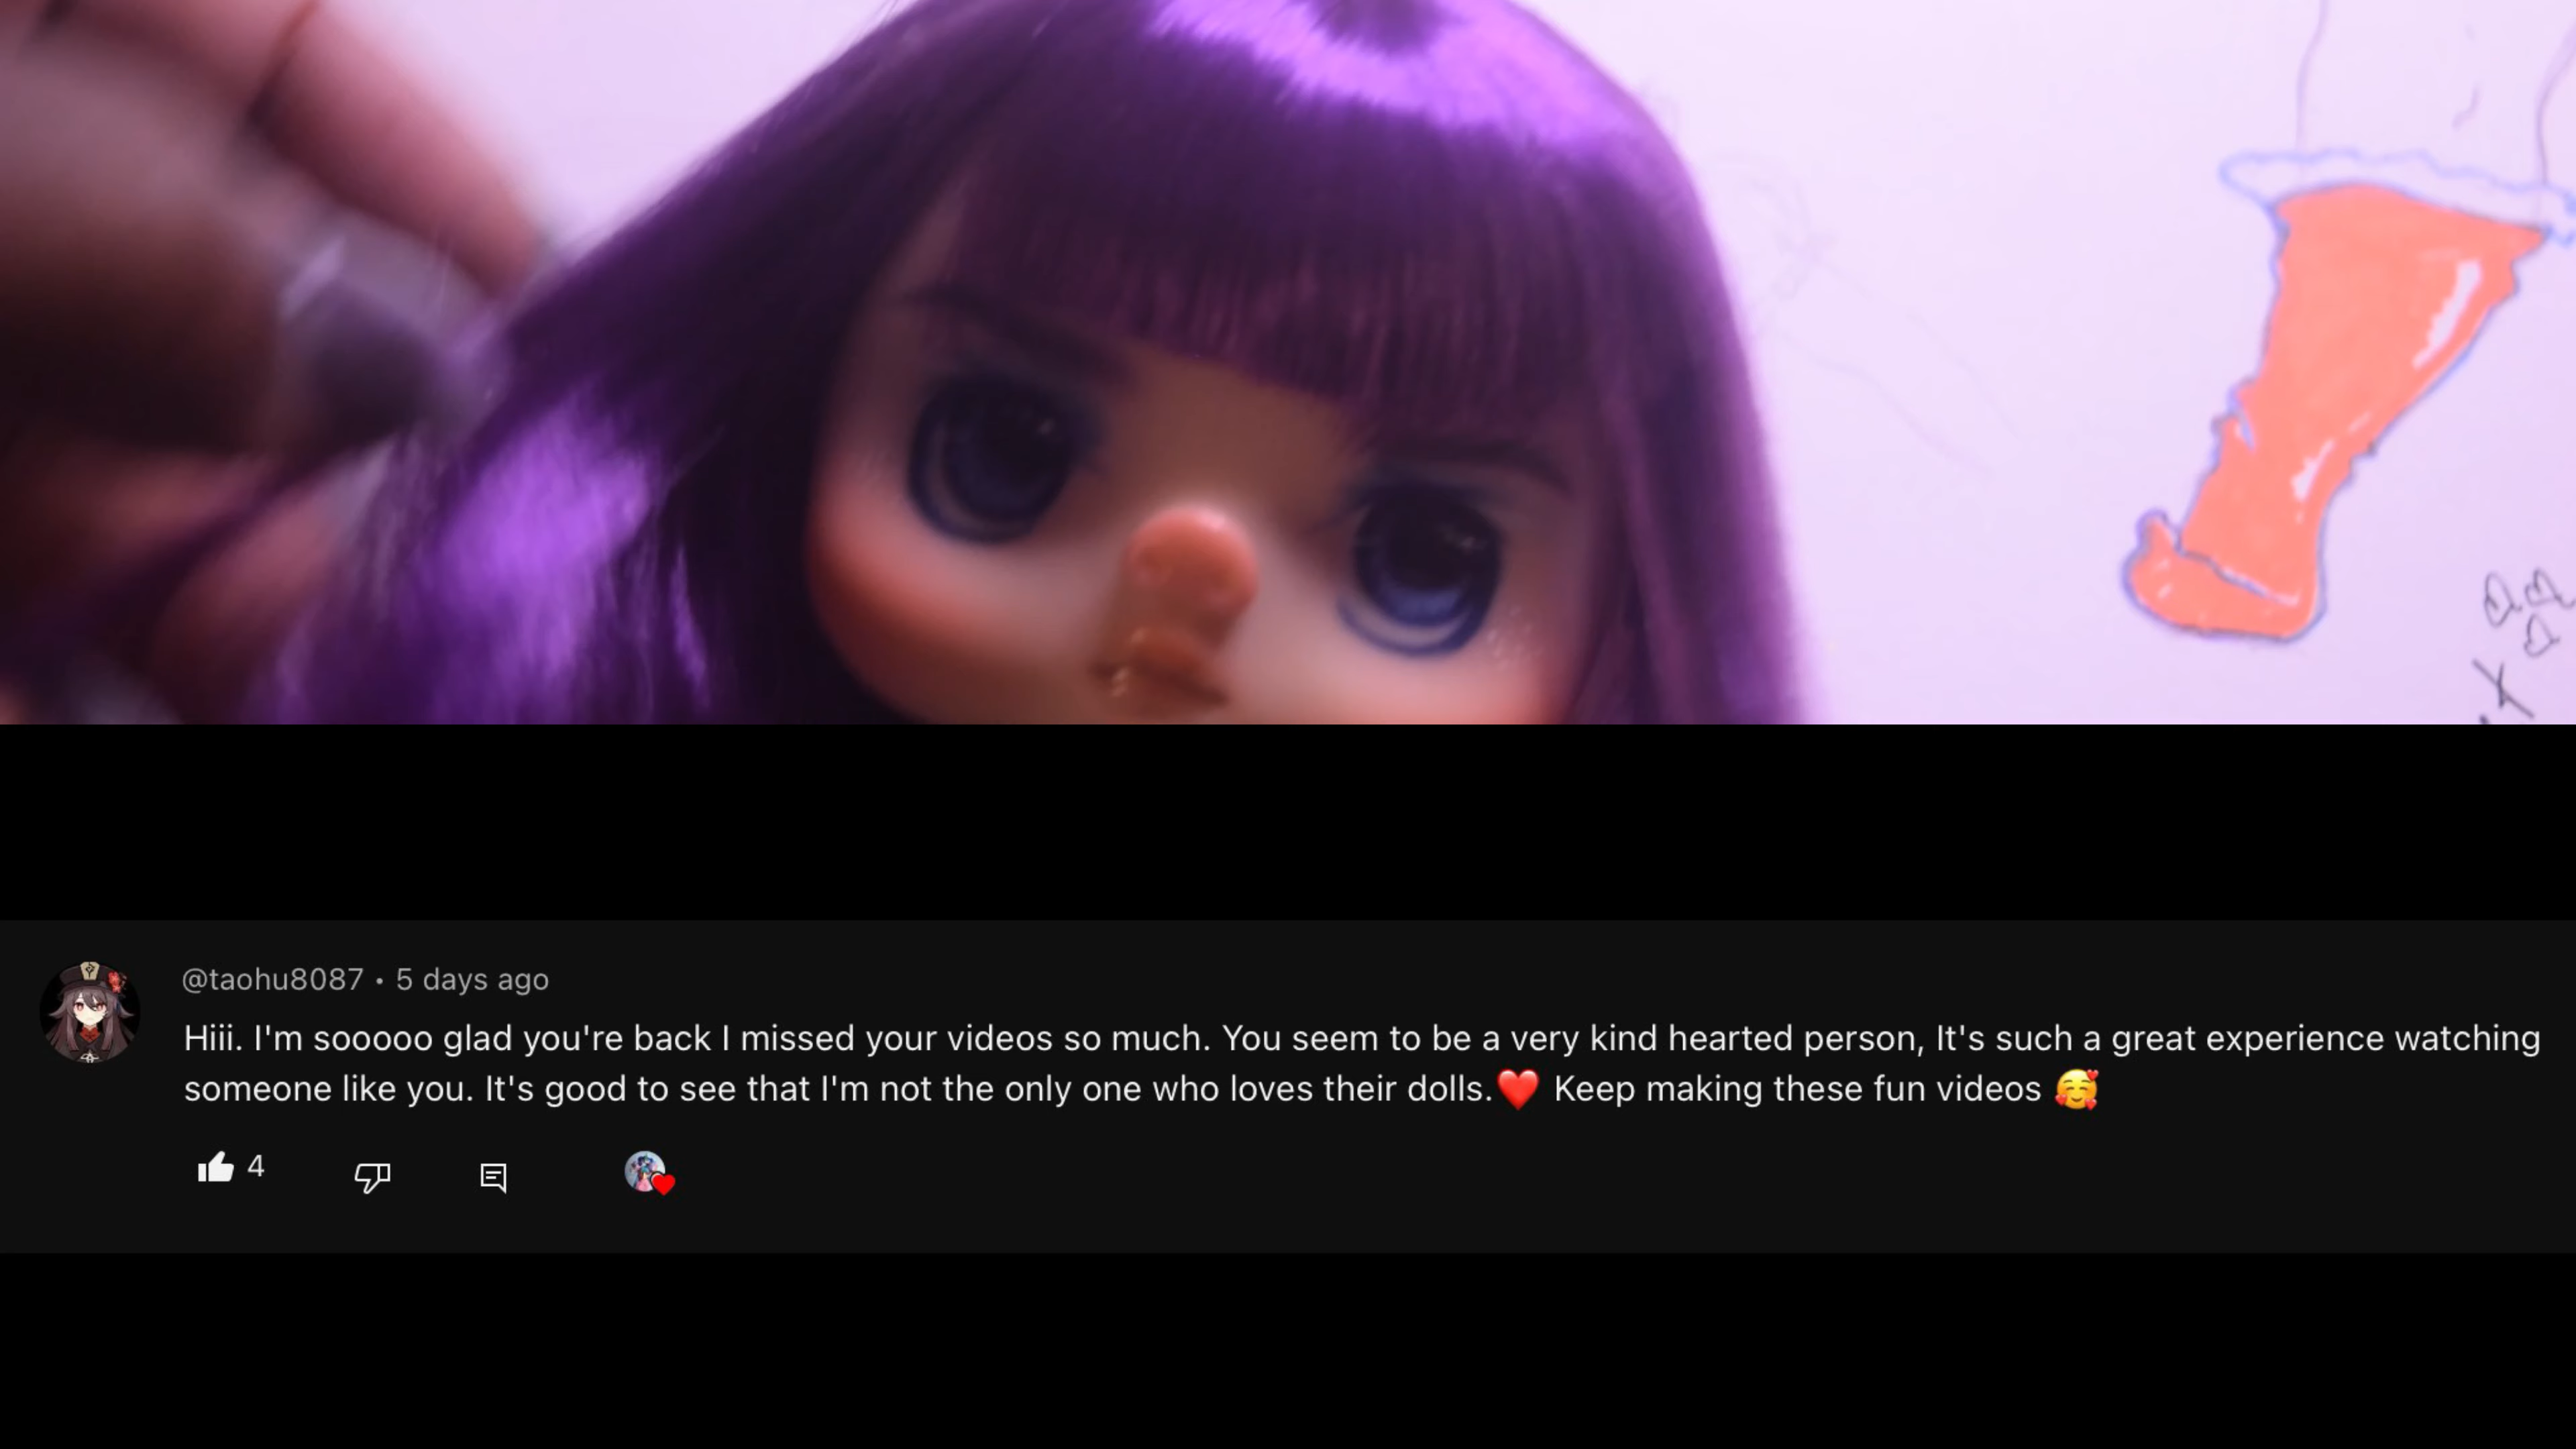 @taohu8087 • 5 days ago
Hiii. I'm sooooo glad you're back I missed your videos so much. You seem to be a very kind hearted person, It's such a great experience watching
someone like you. It's good to see that I'm not the only one who loves their dolls.❤️ Keep making these fun videos 🥰
4